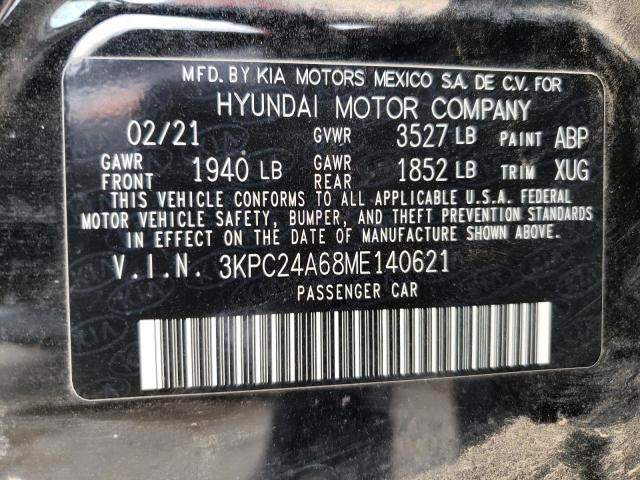 MFD. BY KIA MOTORS MEXICO S.A. DE C.V. FOR
HYUNDAI MOTOR COMPANY
02/21 GVWR 3527 LB PAINT ABP
GAWR FRONT 1940 LB GAWR REAR 1852 LB TRIM XUG
THIS VEHICLE CONFORMS TO ALL APPLICABLE U.S.A. FEDERAL
MOTOR VEHICLE SAFETY, BUMPER, AND THEFT PREVENTION STANDARDS
IN EFFECT ON THE DATE OF MANUFACTURE SHOWN ABOVE
V.I.N. 3KPC24A68ME140621
PASSENGER CAR